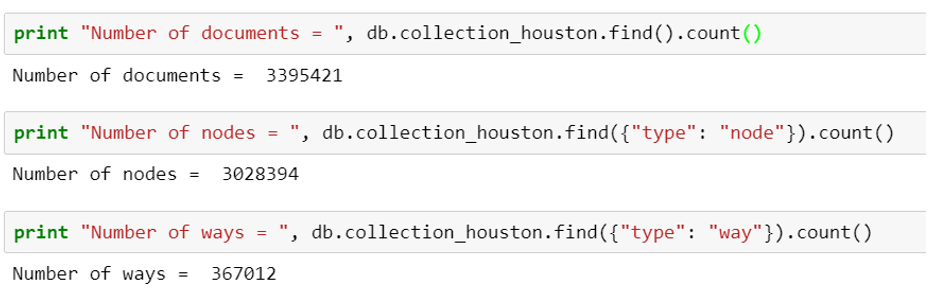 print "Number of documents = ", db.collection_houston.find().count()
Number of documents =  3395421
print "Number of nodes = ", db.collection_houston.find({"type": "node"}).count()
Number of nodes =  3028394
print "Number of ways = ", db.collection_houston.find({"type": "way"}).count()
Number of ways =  367012